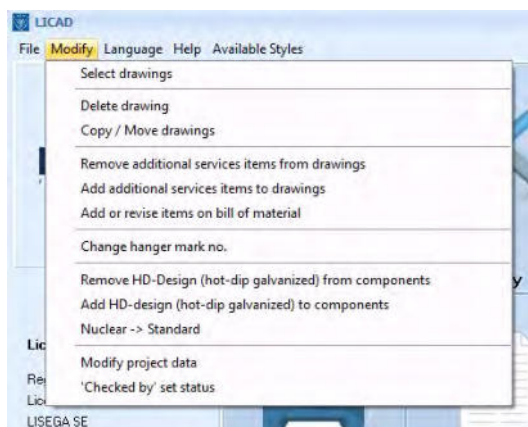 LICAD
File Modify Language Help Available Styles
Select drawings
Delete drawing
Copy / Move drawings
Remove additional services items from drawings
Add additional services items to drawings
Add or revise items on bill of material
Change hanger mark no.
Remove HD-Design (hot-dip galvanized) from components
Add HD-design (hot-dip galvanized) to components
Nuclear -> Standard
Modify project data
'Checked by' set status
LISEGA SE